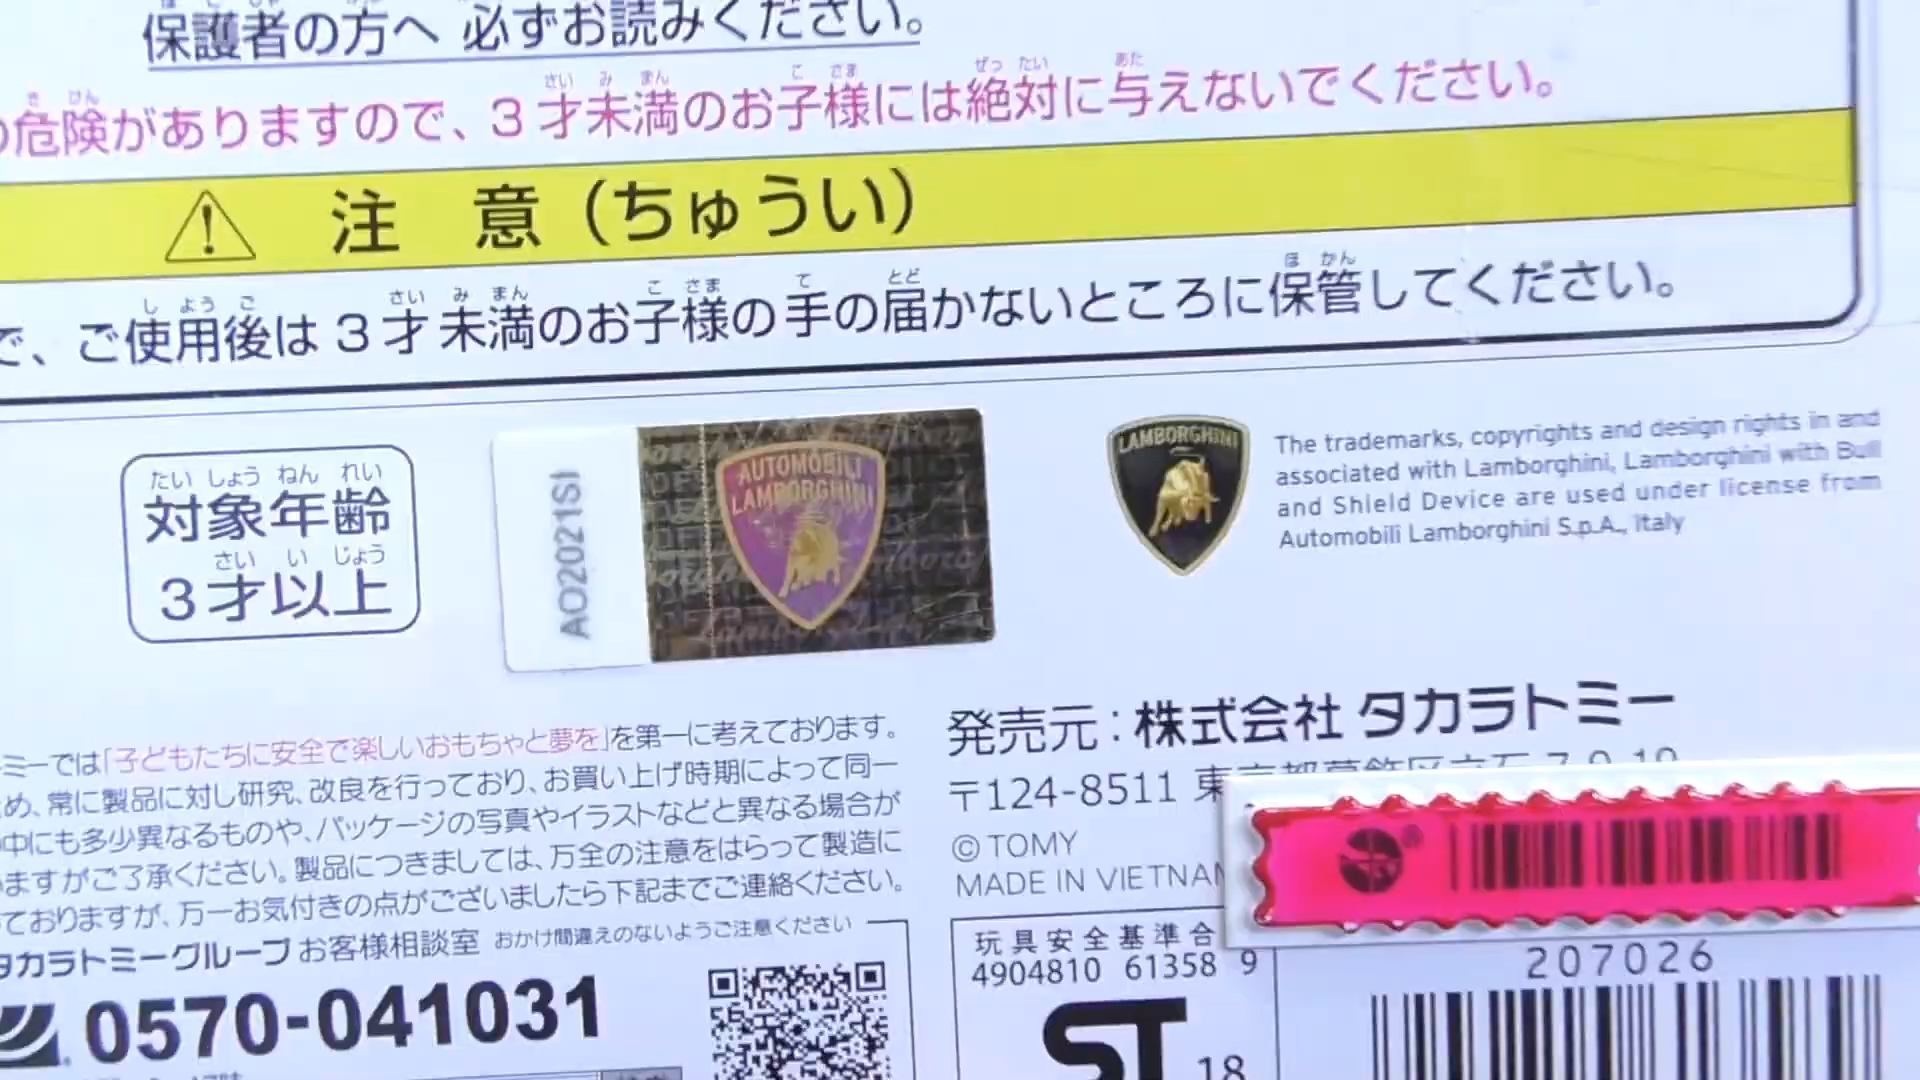 保護者の方へ 必ずお読みください。
危険がありますので、3才未満のお子様には絶対に与えないでください。
注 意(ちゅうい)
で、ご使用後は3才未満のお子様の手の届かないところに保管してください。
対象年齢
3才以上
AO2021SI
AUTOMOBILI
LAMBORGHINI
LAMBORGHINI
The trademarks, copyrights and design rights in and
associated with Lamborghini, Lamborghini with Bull
and Shield Device are used under license from
Automobili Lamborghini S.p.A., Italy
ミーでは「子どもたちに安全で楽しいおもちゃと夢を」を第一に考えております。
め、常に製品に対し研究、改良を行っており、お買い上げ時期によって同一
中にも多少異なるものや、パッケージの写真やイラストなどと異なる場合が
ますがご了承ください。製品につきましては、万全の注意をはらって製造に
ておりますが、万一お気付きの点がございましたら下記までご連絡ください。
タカラトミーグループ お客様相談室 おかけ間違えのないようご注意ください
0570-041031
発売元:株式会社 タカラトミー
〒124-8511 東京都葛飾区立石 7-9-10
© TOMY
MADE IN VIETNAM
玩具安全基準合
4904810 61358 9
ST
18
207026